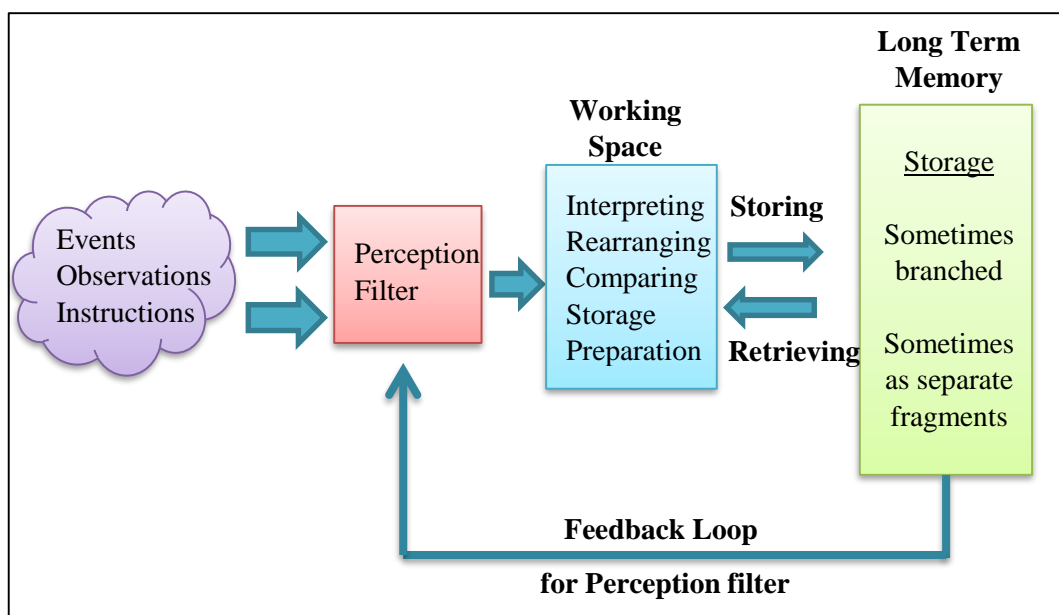 Events
Observations
Instructions
Perception
Filter
Working
Space
Interpreting
Rearranging
Comparing
Storage
Preparation
Storing
Retrieving
Long Term
Memory
Storage
Sometimes
branched
Sometimes
as separate
fragments
Feedback Loop
for Perception filter